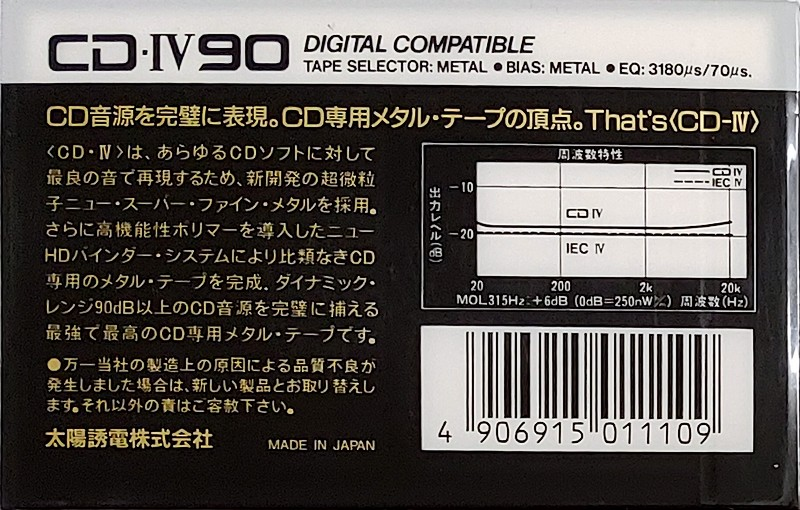 CD·IV90 DIGITAL COMPATIBLE
TAPE SELECTOR: METAL ●BIAS: METAL ●EQ: 3180μs/70μs.
CD音源を完璧に表現。CD専用メタル・テープの頂点。That's〈CD-IV〉
〈CD・IV〉は、あらゆるCDソフトに対して
最良の音で再現するため、新開発の超微粒
子ニュー・スーパー・ファイン・メタルを採用。
さらに高機能性ポリマーを導入したニュー
HDバインダー・システムにより比類なきCD
専用のメタル・テープを完成。ダイナミック・
レンジ90dB以上のCD音源を完璧に捕える
最強で最高のCD専用メタル・テープです。
●万一当社の製造上の原因による品質不良が
発生しました場合は、新しい製品とお取り替えし
ます。それ以外の責はご容赦下さい。
太陽誘電株式会社
MADE IN JAPAN
周波数特性
CD IV
IEC IV
出力レベル(dB)
-10
-20
CD IV
IEC IV
20 200 2k 20k
MOL315Hz:+6dB (0dB=250nW/m) 周波数(Hz)
4 906915 011109